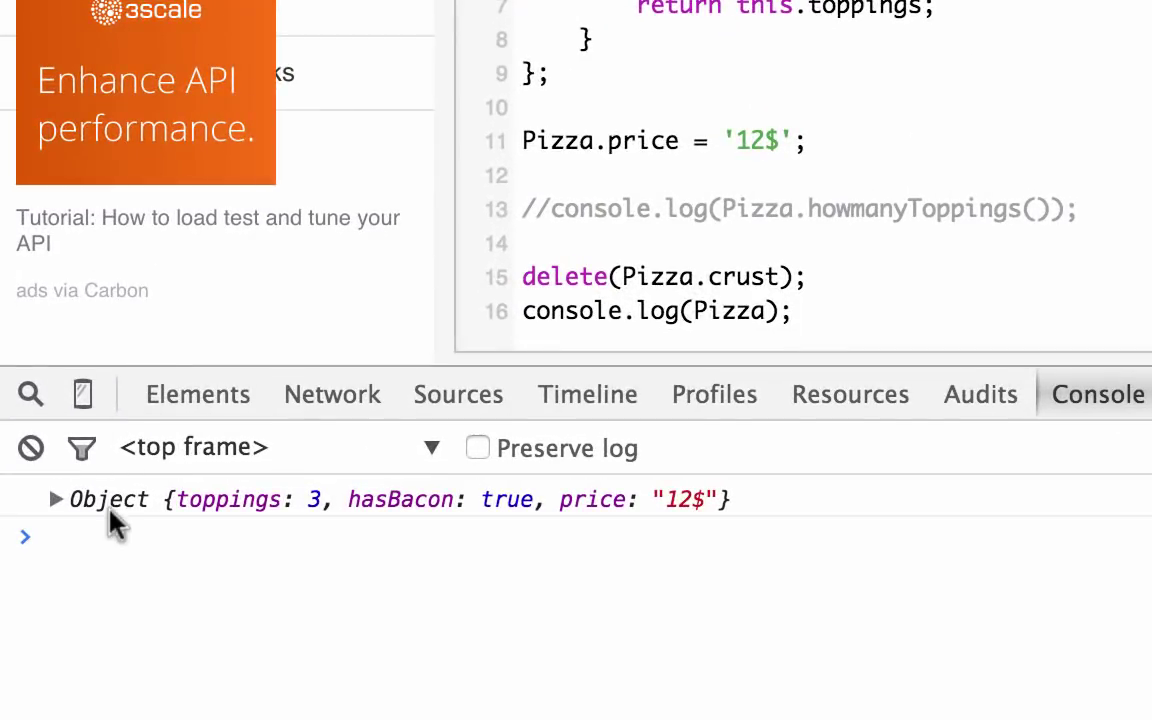 3scale
Enhance API
performance.
ks
Tutorial: How to load test and tune your
API
ads via Carbon
7 return this.toppings;
8 }
9 };
10
11 Pizza.price = '12$';
12
13 //console.log(Pizza.howmanyToppings());
14
15 delete(Pizza.crust);
16 console.log(Pizza);
Elements Network Sources Timeline Profiles Resources Audits Console
<top frame> ▼ Preserve log
▶ Object {toppings: 3, hasBacon: true, price: "12$"}
>